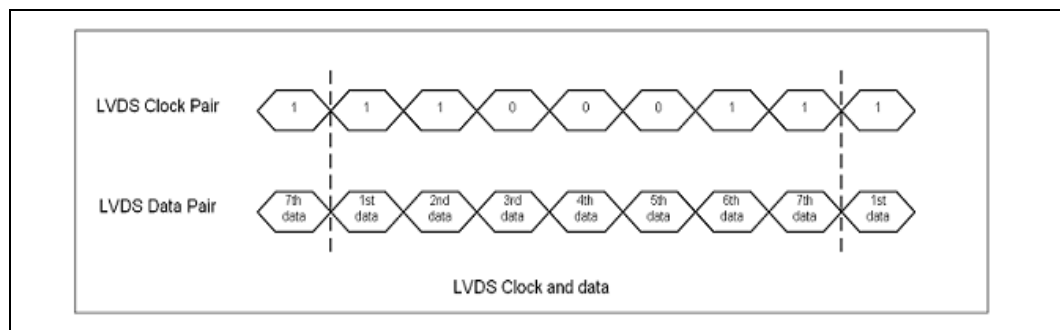 LVDS Clock Pair 1 1 1 0 0 0 1 1 1
LVDS Data Pair 7th data 1st data 2nd data 3rd data 4th data 5th data 6th data 7th data 1st data
LVDS Clock and data